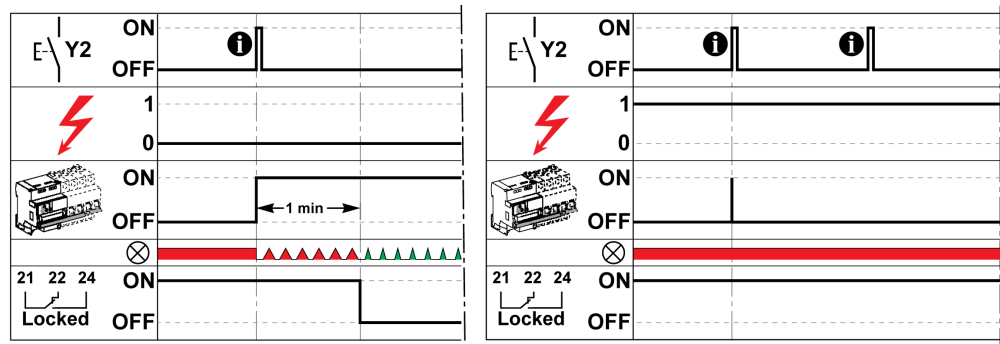 Y2 ON
OFF
i
1
0
ON
OFF
1 min
21 22 24
Locked
ON
OFF
Y2 ON
OFF
i i
1
0
ON
OFF
21 22 24
Locked
ON
OFF